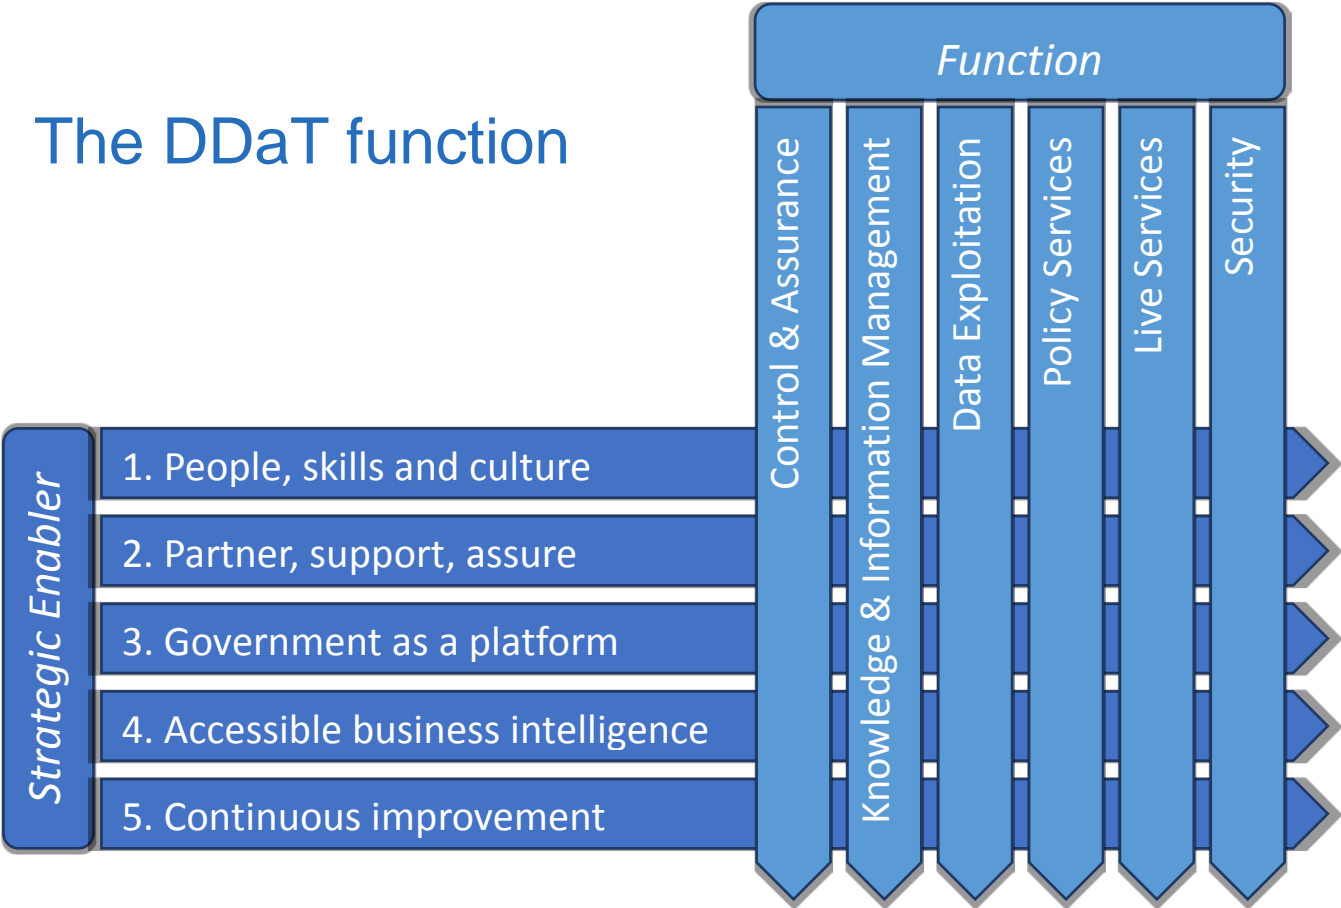 Function
The DDaT function
Control & Assurance
Knowledge & Information Management
Data Exploitation
Policy Services
Live Services
Security
Strategic Enabler
1. People, skills and culture
2. Partner, support, assure
3. Government as a platform
4. Accessible business intelligence
5. Continuous improvement